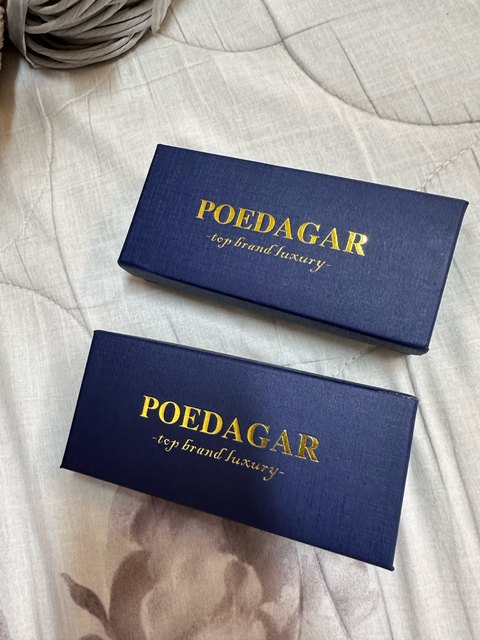 POEDAGAR
-top brand luxury-
POEDAGAR
-top brand luxury-